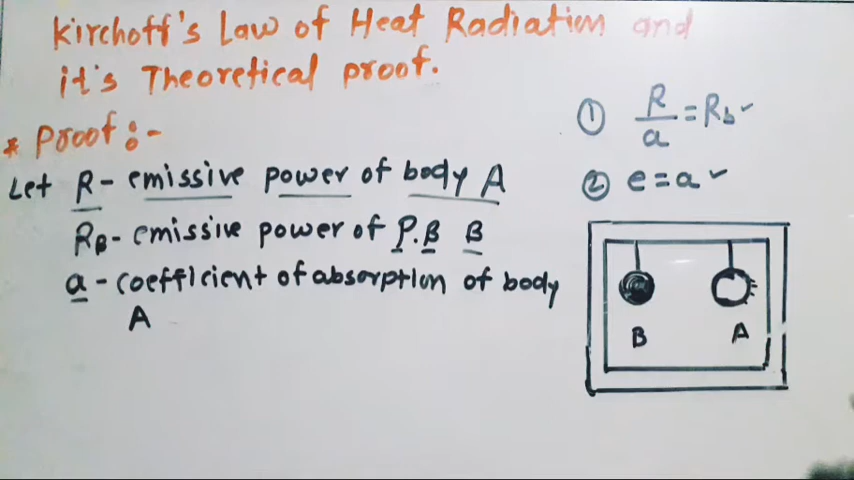 Kirchoff's Law of Heat Radiation and
it's Theoretical proof.
* Proof :-
Let R - emissive power of body A
RB - emissive power of P.B B
a - coefficient of absorption of body
A
① R/a = Rb ✓
② e = a ✓
B A